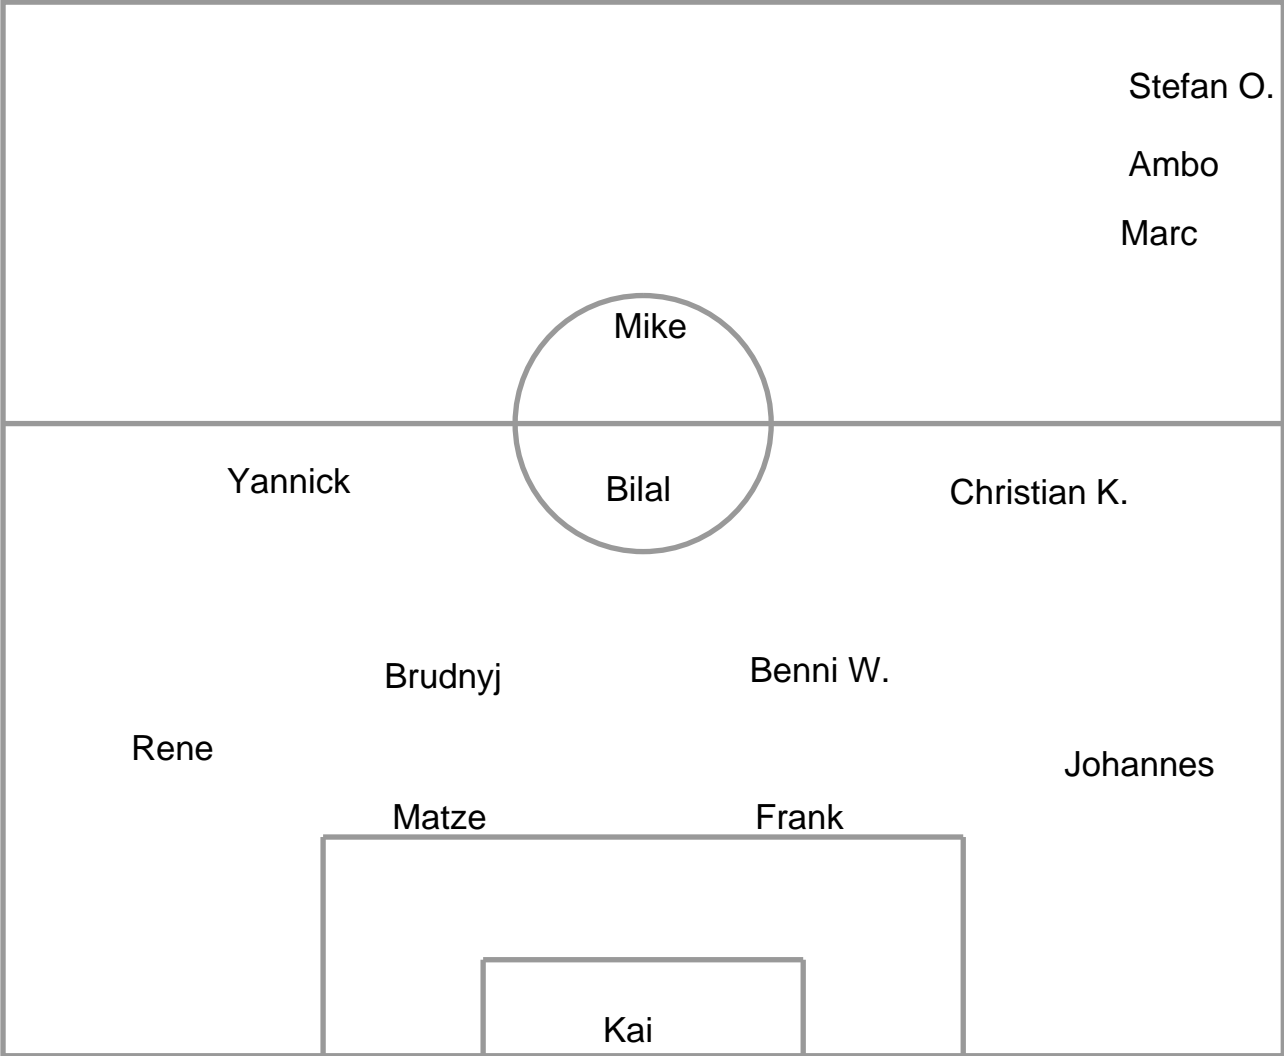 Stefan O.
Ambo
Marc
Mike
Yannick
Bilal
Christian K.
Brudnyj
Benni W.
Rene
Johannes
Matze
Frank
Kai